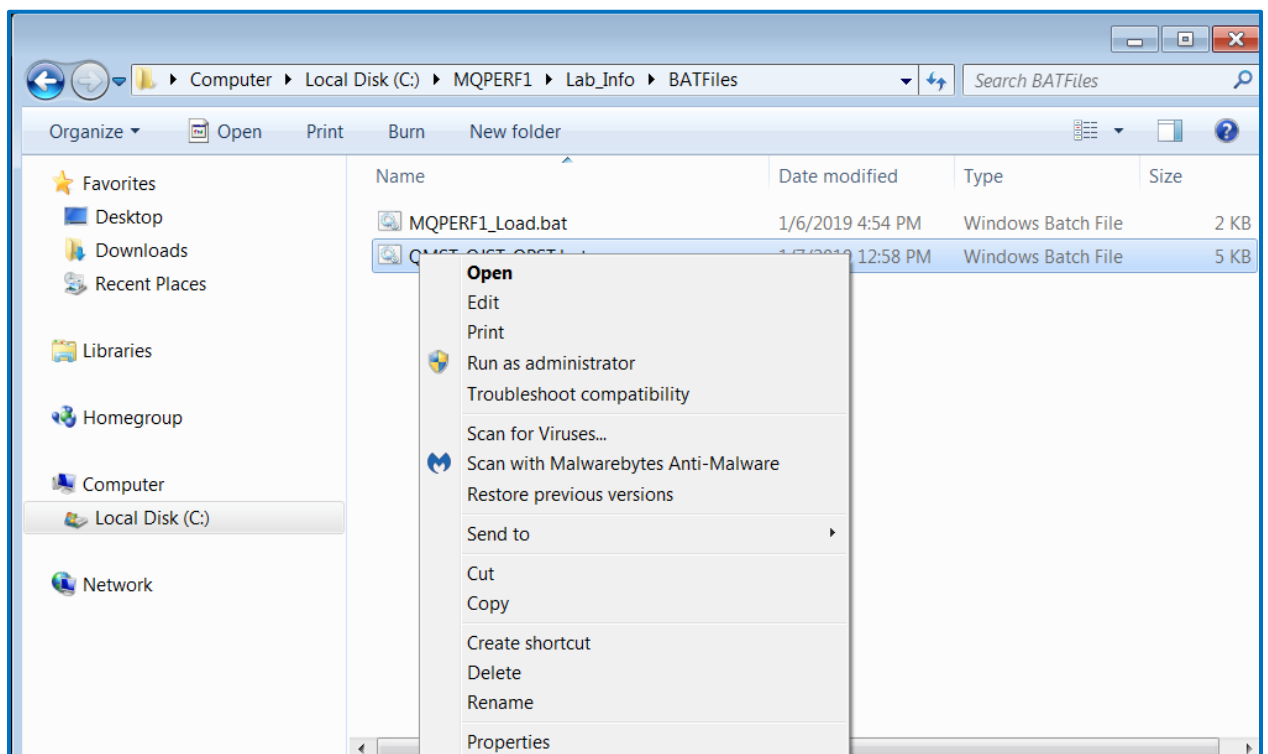 Computer Local Disk (C:) MQPERF1 Lab_Info BATFiles Search BATFiles
Organize Open Print Burn New folder
Favorites
Desktop
Downloads
Recent Places
Libraries
Homegroup
Computer
Local Disk (C:)
Network
Name Date modified Type Size
MQPERF1_Load.bat 1/6/2019 4:54 PM Windows Batch File 2 KB
12:58 PM Windows Batch File 5 KB
Open
Edit
Print
Run as administrator
Troubleshoot compatibility
Scan for Viruses...
Scan with Malwarebytes Anti-Malware
Restore previous versions
Send to
Cut
Copy
Create shortcut
Delete
Rename
Properties